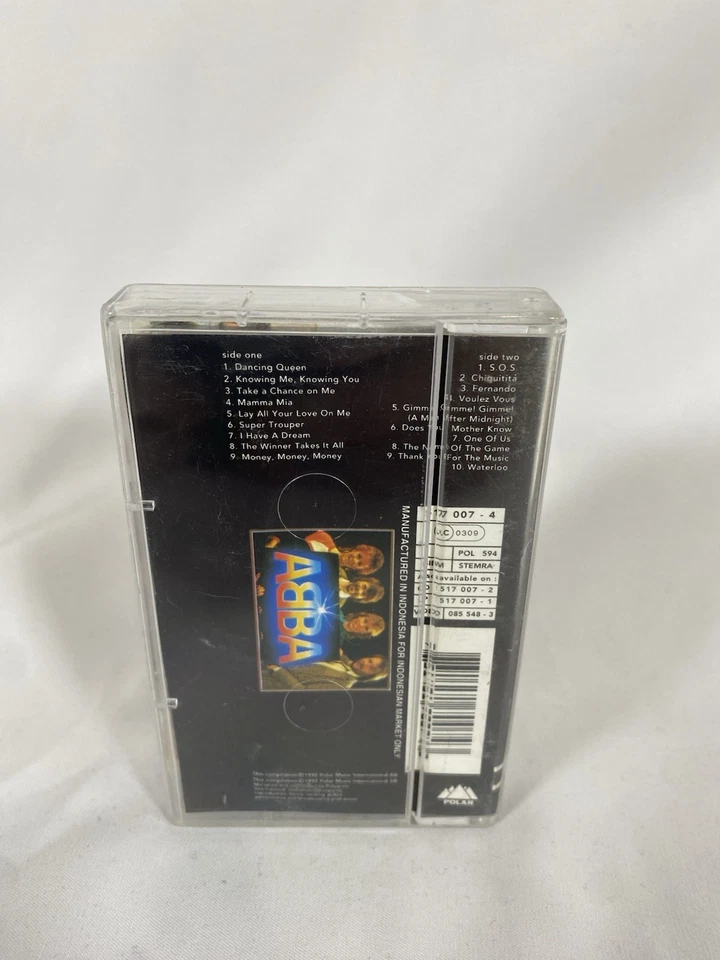 side one
1. Dancing Queen
2. Knowing Me, Knowing You
3. Take a Chance on Me
4. Mamma Mia
5. Lay All Your Love On Me
6. Super Trouper
7. I Have A Dream
8. The Winner Takes It All
9. Money, Money, Money
side two
1. S.O.S.
2 Chiquitita
3. Fernando
Voulez Vous
5. Gimme! Gimme! Gimme!
(A Man After Midnight)
6. Does Mother Know
7. One Of Us
8. The Of The Game
9. Thank For The Music
10. Waterloo
007 - 4
0309
POL 594
STEMRA
available on :
517 007 - 2
517 007 - 1
085 548 - 3
MANUFACTURED IN INDONESIA FOR INDONESIAN MARKET ONLY
ABBA
POLAR